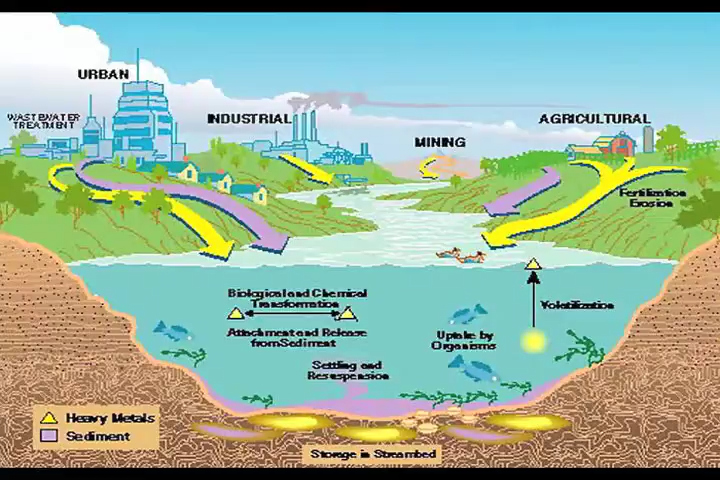 URBAN
WASTEWATER
TREATMENT
INDUSTRIAL
MINING
AGRICULTURAL
Fertilization
Erosion
Biological and Chemical
Transformation
Attachment and Release
from Sediment
Volatilization
Uptake by
Organisms
Settling and
Resuspension
Heavy Metals
Sediment
Storage in Streambed